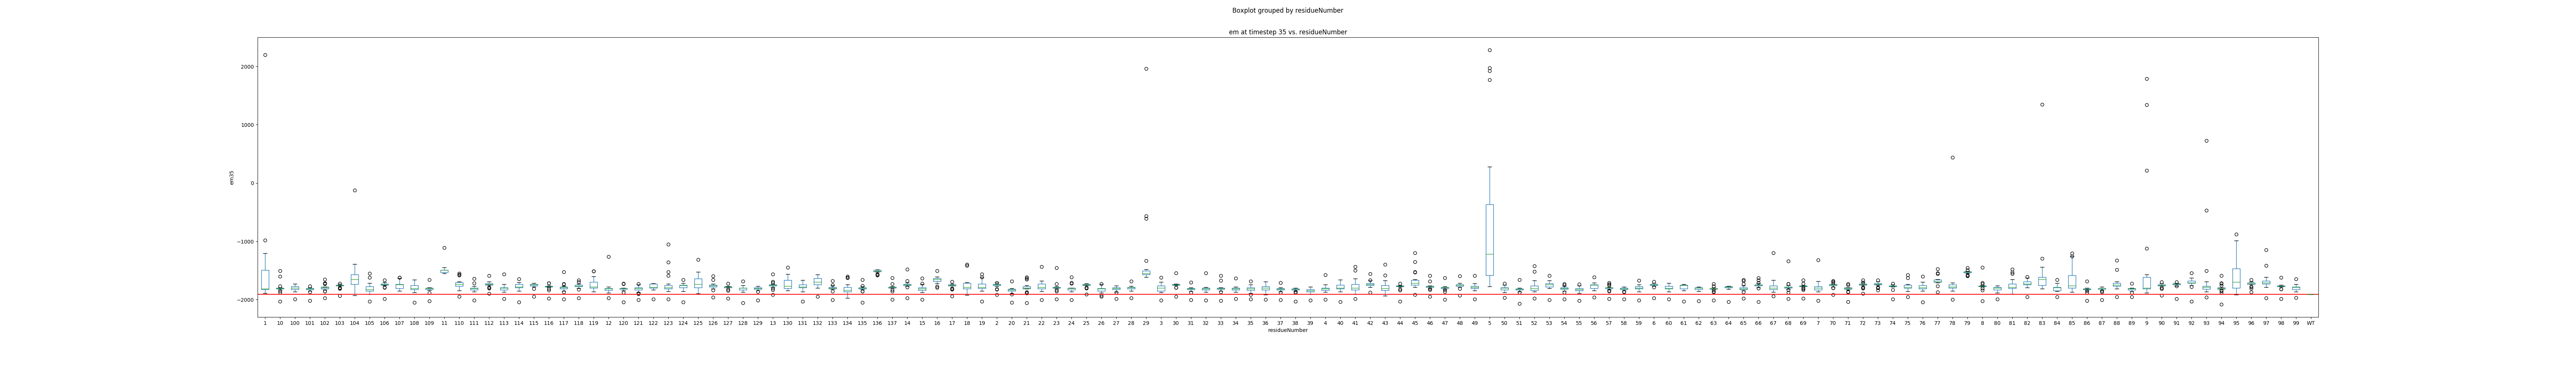 Boxplot grouped by residueNumber
em at timestep 35 vs. residueNumber
2000
1000
0
−1000
−2000
em35
1 10 100 101 102 103 104 105 106 107 108 109 11 110 111 112 113 114 115 116 117 118 119 12 120 121 122 123 124 125 126 127 128 129 13 130 131 132 133 134 135 136 137 14 15 16 17 18 19 2 20 21 22 23 24 25 26 27 28 29 3 30 31 32 33 34 35 36 37 38 39 4 40 41 42 43 44 45 46 47 48 49 5 50 51 52 53 54 55 56 57 58 59 6 60 61 62 63 64 65 66 67 68 69 7 70 71 72 73 74 75 76 77 78 79 8 80 81 82 83 84 85 86 87 88 89 9 90 91 92 93 94 95 96 97 98 99 WT
residueNumber